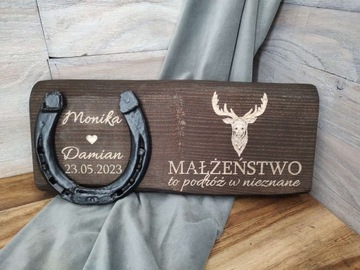 Monika
Damian
23.05.2023
MAŁŻEŃSTWO
to podróż w nieznane